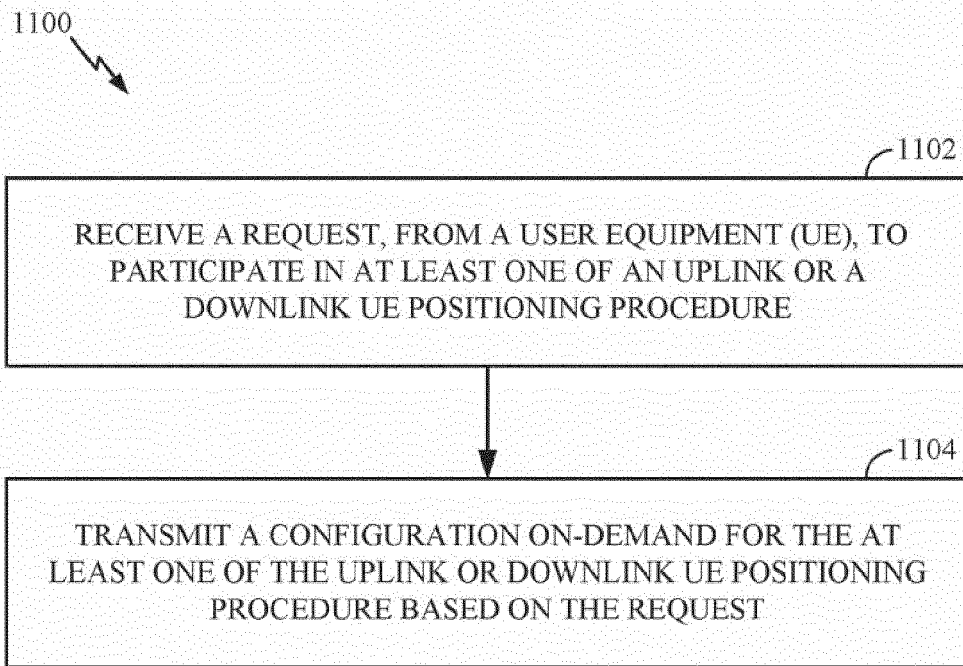 1100
1102
RECEIVE A REQUEST, FROM A USER EQUIPMENT (UE), TO
PARTICIPATE IN AT LEAST ONE OF AN UPLINK OR A
DOWNLINK UE POSITIONING PROCEDURE
1104
TRANSMIT A CONFIGURATION ON-DEMAND FOR THE AT
LEAST ONE OF THE UPLINK OR DOWNLINK UE POSITIONING
PROCEDURE BASED ON THE REQUEST